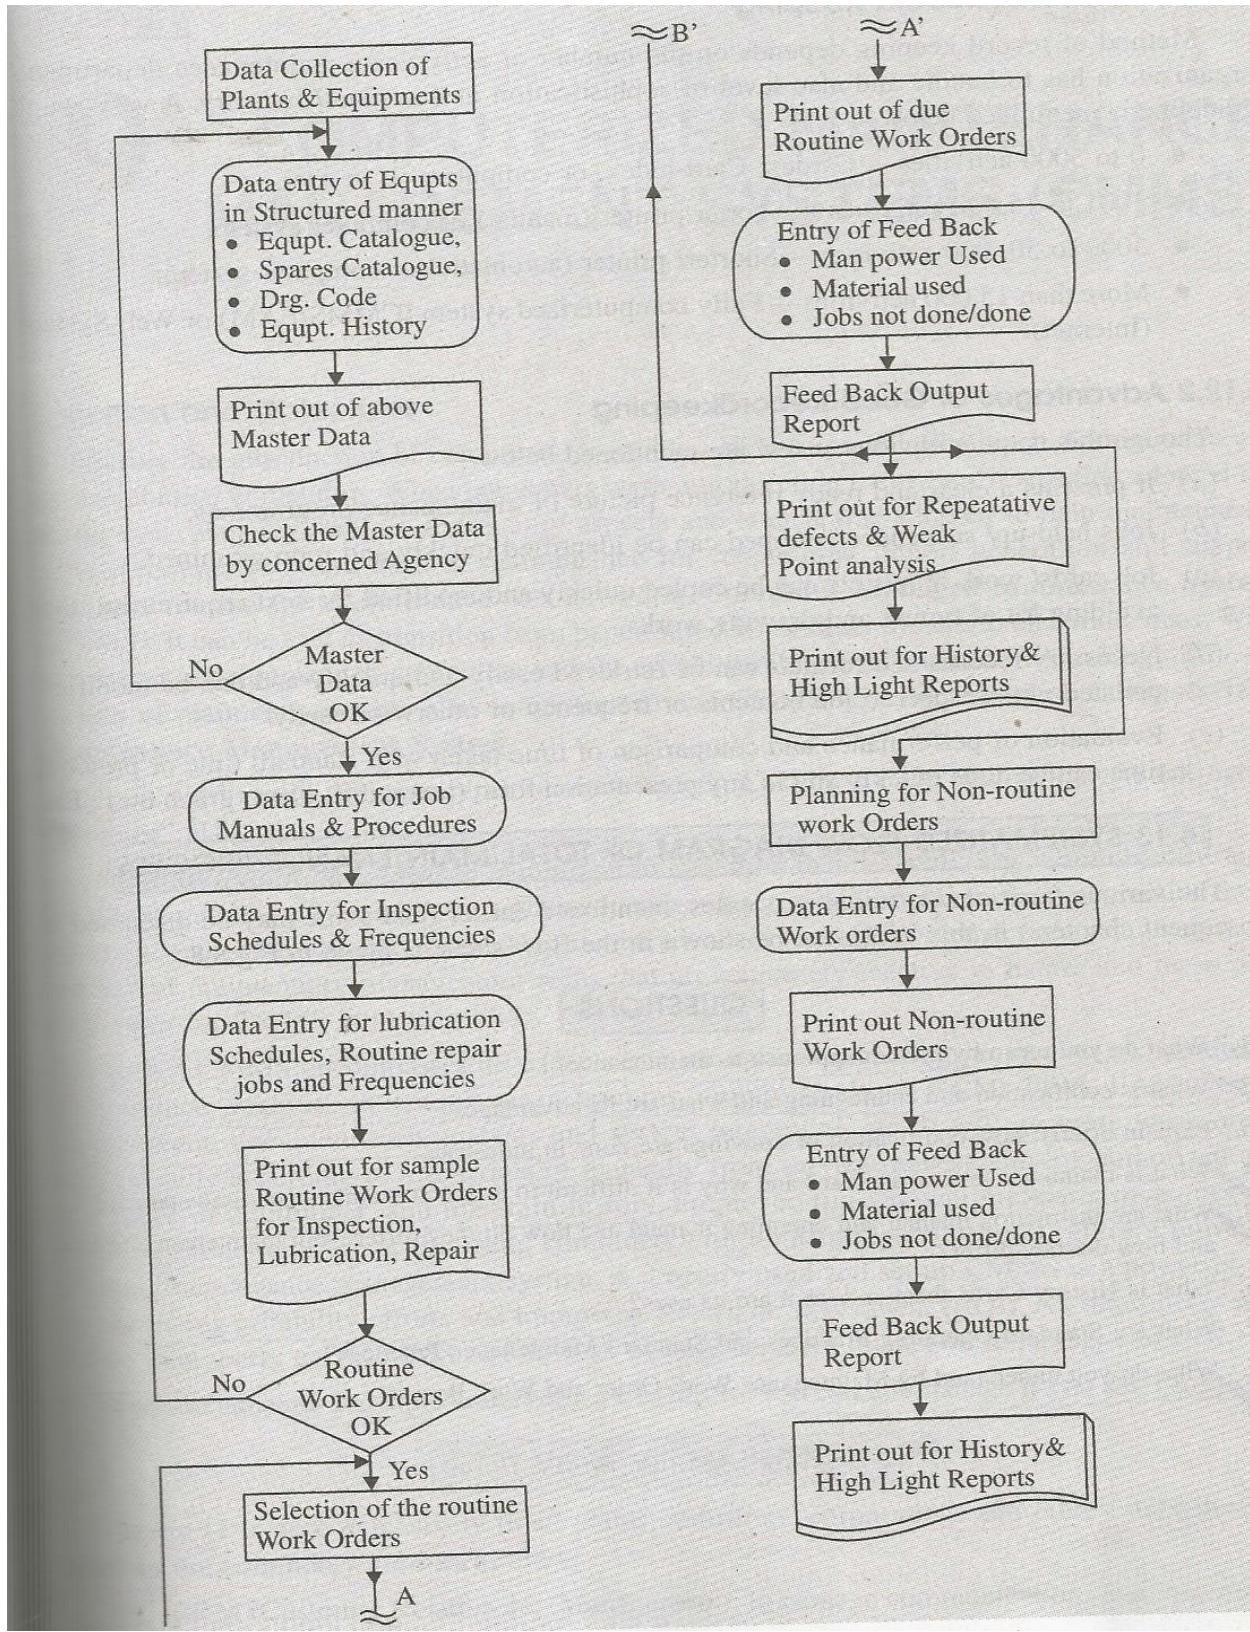 Data Collection of
Plants & Equipments
Data entry of Equpts
in Structured manner
• Equpt. Catalogue,
• Spares Catalogue,
• Drg. Code
• Equpt. History
Print out of above
Master Data
Check the Master Data
by concerned Agency
Master
Data
OK
No
Yes
Data Entry for Job
Manuals & Procedures
Data Entry for Inspection
Schedules & Frequencies
Data Entry for lubrication
Schedules, Routine repair
jobs and Frequencies
Print out for sample
Routine Work Orders
for Inspection,
Lubrication, Repair
Routine
Work Orders
OK
No
Yes
Selection of the routine
Work Orders
A
B'
A'
Print out of due
Routine Work Orders
Entry of Feed Back
• Man power Used
• Material used
• Jobs not done/done
Feed Back Output
Report
Print out for Repeatative
defects & Weak
Point analysis
Print out for History&
High Light Reports
Planning for Non-routine
work Orders
Data Entry for Non-routine
Work orders
Print out Non-routine
Work Orders
Entry of Feed Back
• Man power Used
• Material used
• Jobs not done/done
Feed Back Output
Report
Print out for History&
High Light Reports